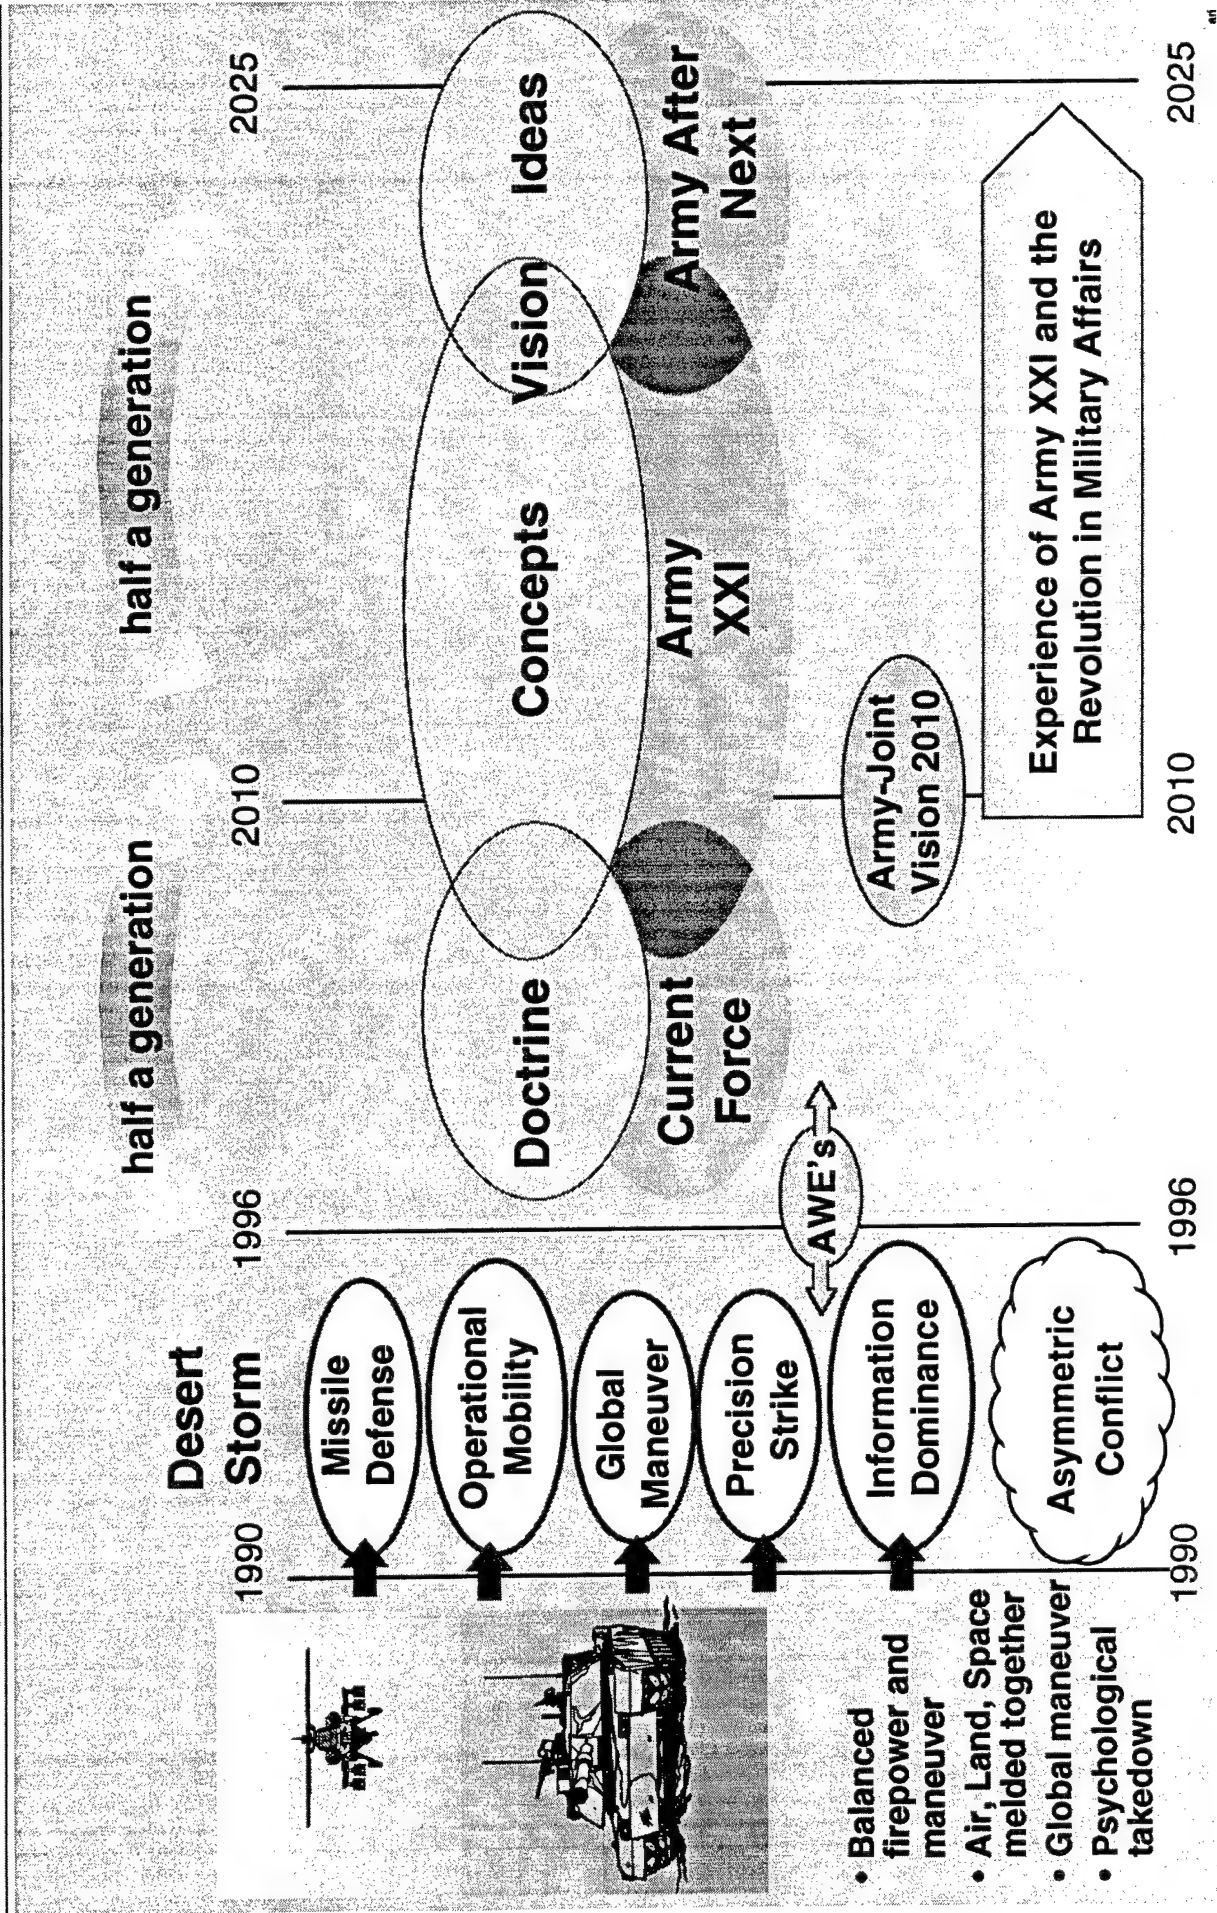 Desert
Storm
half a generation
half a generation
1990
1996
2010
2025
Missile
Defense
Operational
Mobility
Global
Maneuver
Precision
Strike
Information
Dominance
Asymmetric
Conflict
Doctrine
Concepts
Vision
Ideas
Current
Force
Army
XXI
Army After
Next
AWE's
Army-Joint
Vision 2010
Experience of Army XXI and the
Revolution in Military Affairs
• Balanced
firepower and
maneuver
• Air, Land, Space
melded together
• Global maneuver
• Psychological
takedown
1990
1996
2010
2025